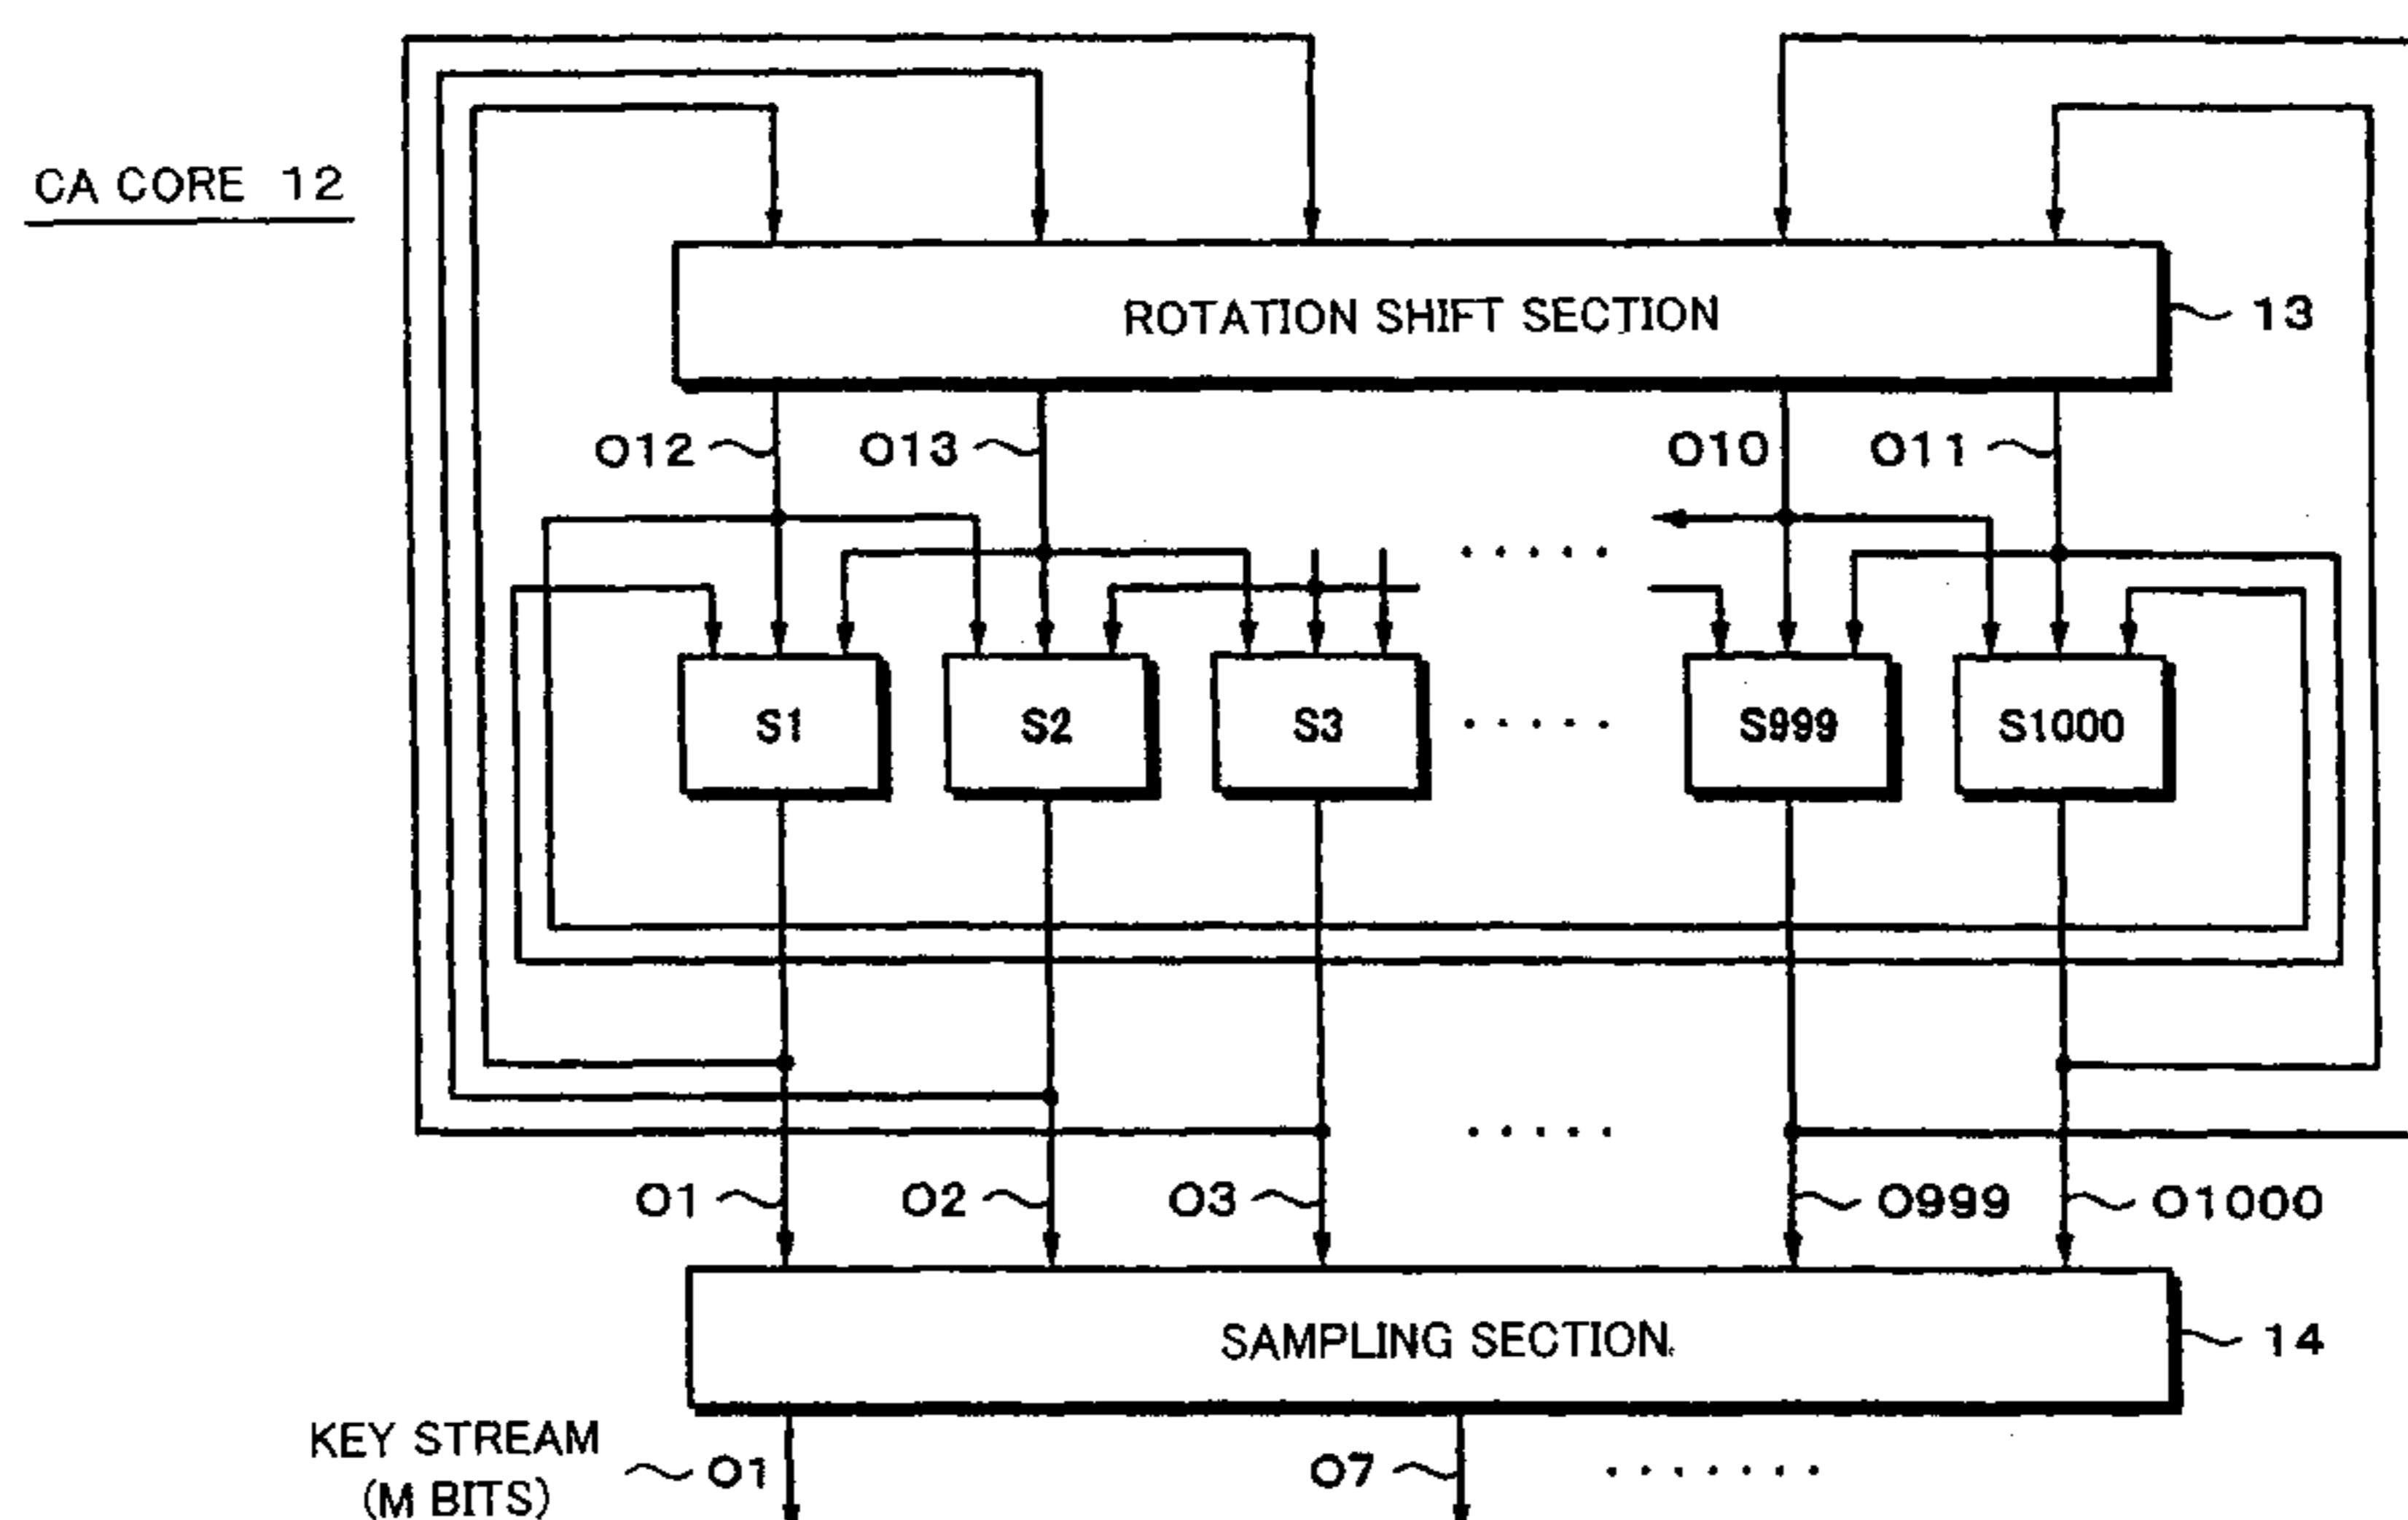 CA CORE 12
ROTATION SHIFT SECTION
13
O12
O13
O10
O11
S1
S2
S3
S999
S1000
O1
O2
O3
O999
O1000
SAMPLING SECTION
14
KEY STREAM
(M BITS)
O1
O7